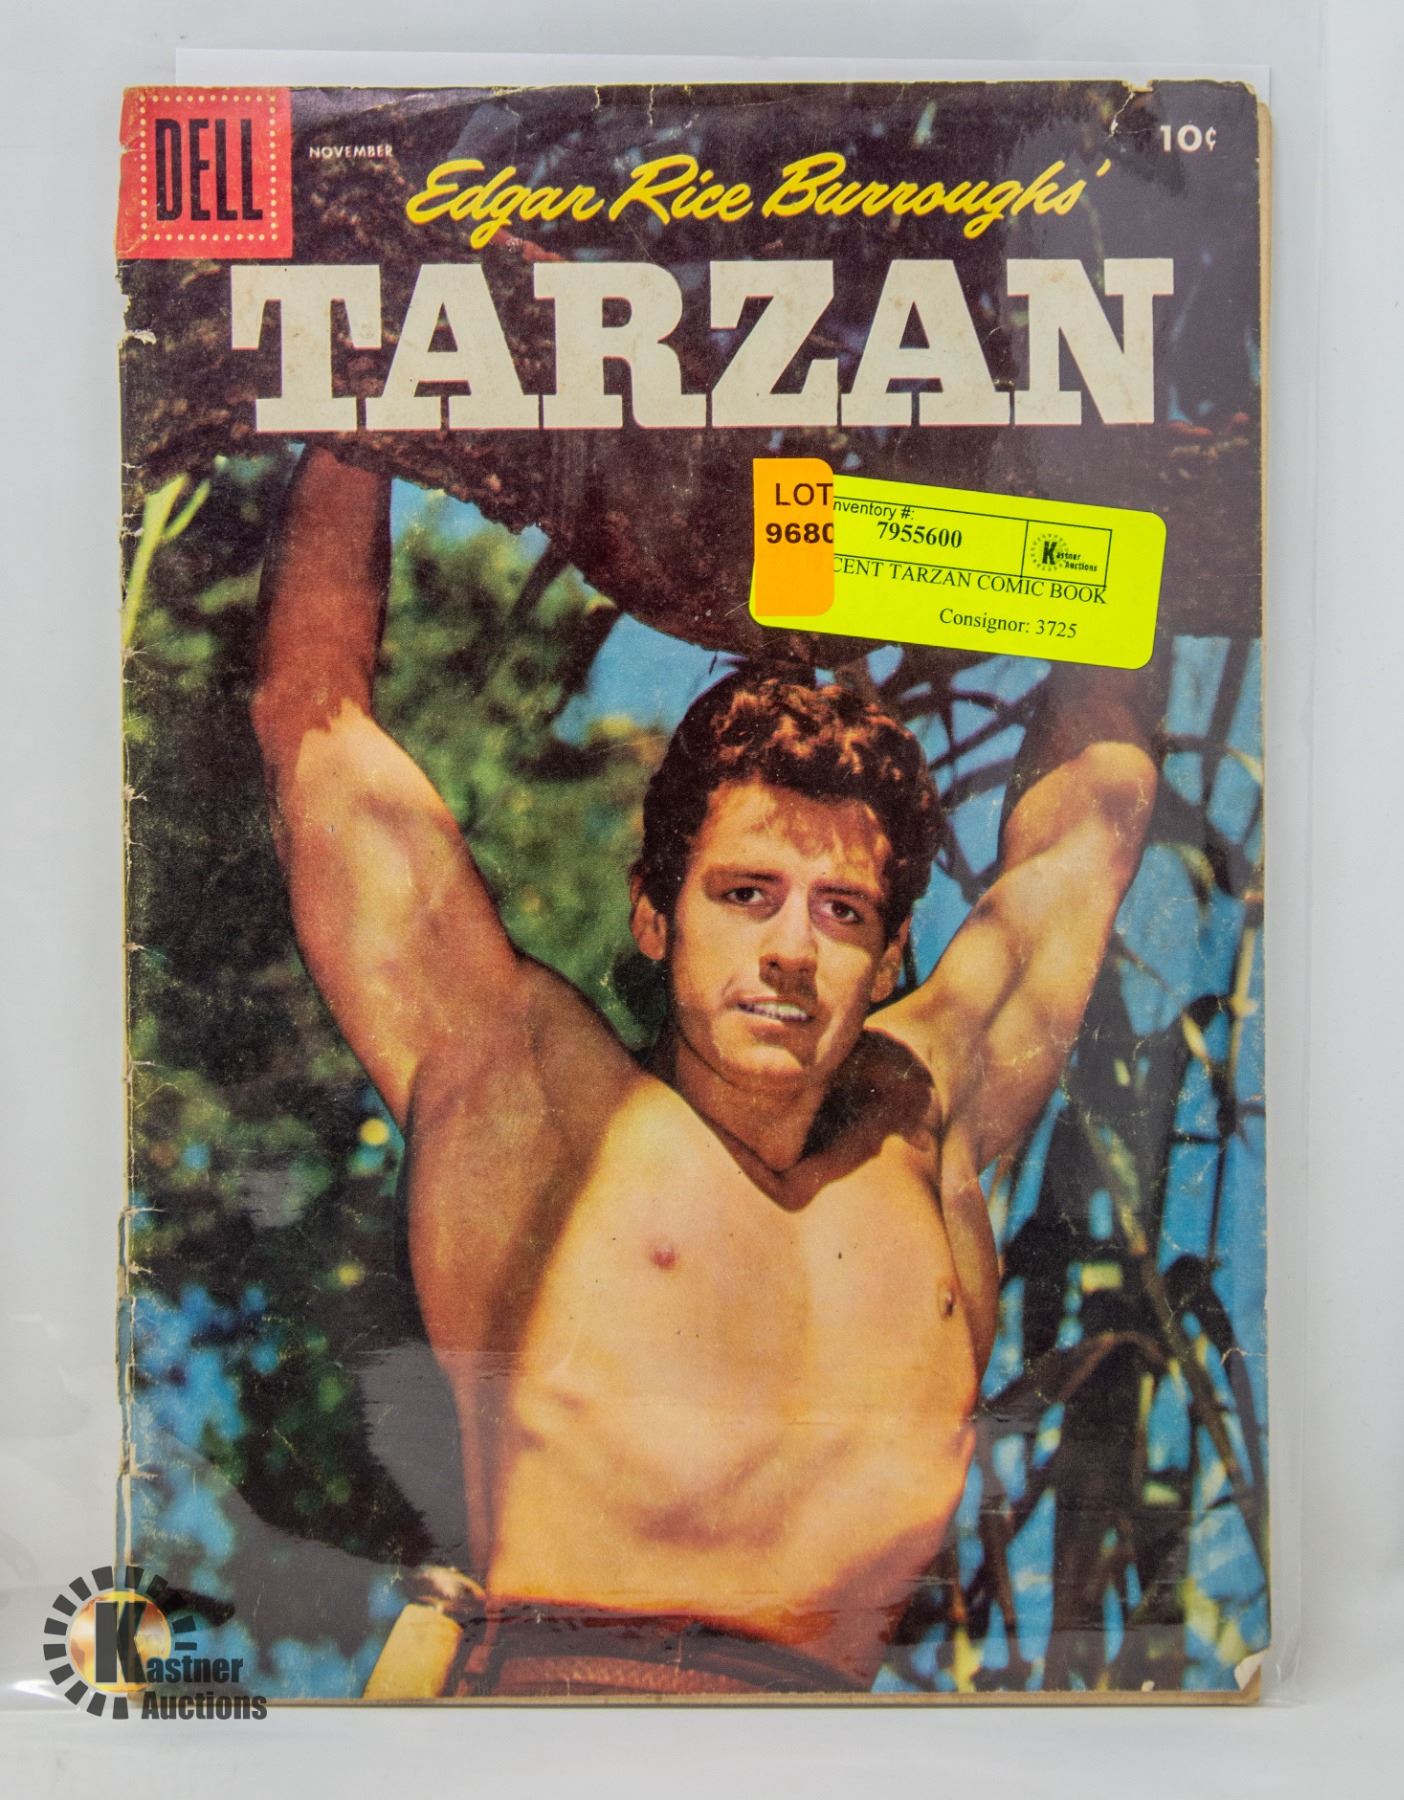 DELL
NOVEMBER
10¢
Edgar Rice Burroughs'
TARZAN
LOT
9680
nventory #:
7955600
Kastner
Auctions
CENT TARZAN COMIC BOOK
Consignor: 3725
Kastner
Auctions